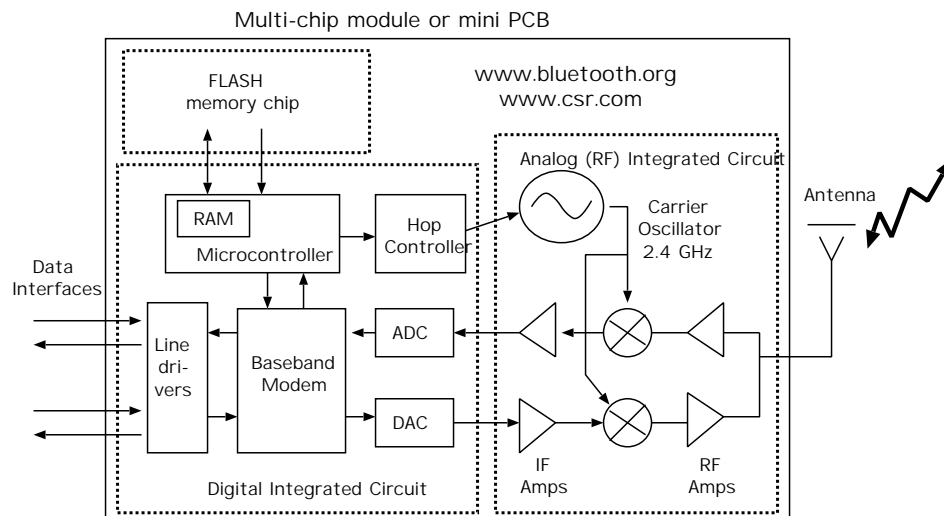 Multi-chip module or mini PCB
FLASH
memory chip
www.bluetooth.org
www.csr.com
Analog (RF) Integrated Circuit
RAM
Microcontroller
Hop
Controller
Carrier
Oscillator
2.4 GHz
Antenna
Data
Interfaces
Line
dri-
vers
Baseband
Modem
ADC
DAC
IF
Amps
RF
Amps
Digital Integrated Circuit